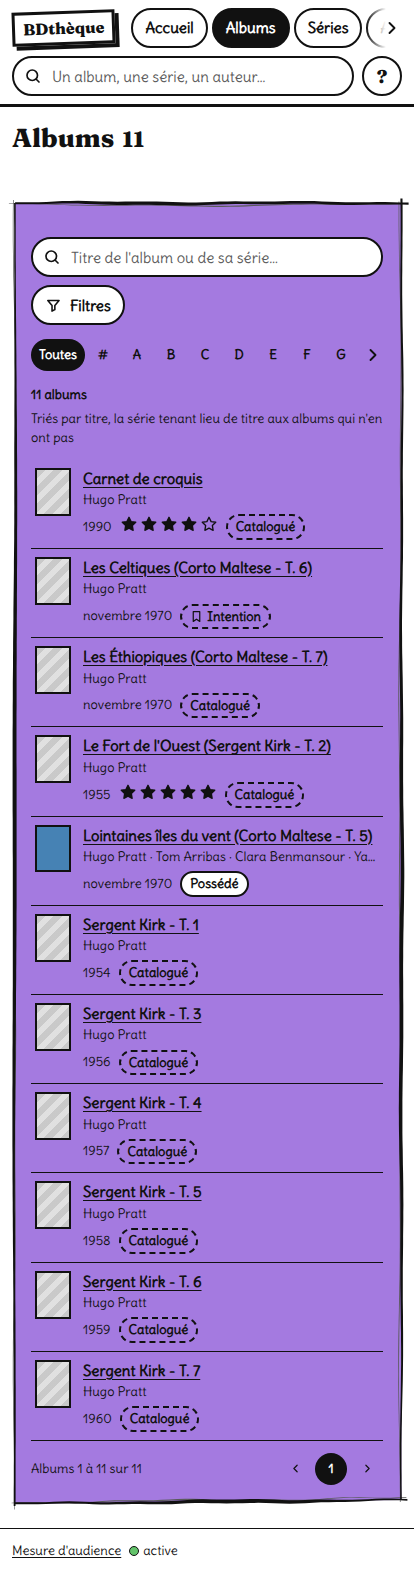 BDthèque Accueil Albums Séries
Un album, une série, un auteur... ?
Albums 11
Titre de l'album ou de sa série...
Filtres
Toutes # A B C D E F G
11 albums
Triés par titre, la série tenant lieu de titre aux albums qui n'en
ont pas
Carnet de croquis
Hugo Pratt
1990 Catalogué
Les Celtiques (Corto Maltese - T. 6)
Hugo Pratt
novembre 1970 Intention
Les Éthiopiques (Corto Maltese - T. 7)
Hugo Pratt
novembre 1970 Catalogué
Le Fort de l'Ouest (Sergent Kirk - T. 2)
Hugo Pratt
1955 Catalogué
Lointaines îles du vent (Corto Maltese - T. 5)
Hugo Pratt · Tom Arribas · Clara Benmansour · Ya...
novembre 1970 Possédé
Sergent Kirk - T. 1
Hugo Pratt
1954 Catalogué
Sergent Kirk - T. 3
Hugo Pratt
1956 Catalogué
Sergent Kirk - T. 4
Hugo Pratt
1957 Catalogué
Sergent Kirk - T. 5
Hugo Pratt
1958 Catalogué
Sergent Kirk - T. 6
Hugo Pratt
1959 Catalogué
Sergent Kirk - T. 7
Hugo Pratt
1960 Catalogué
Albums 1 à 11 sur 11 1
Mesure d'audience active